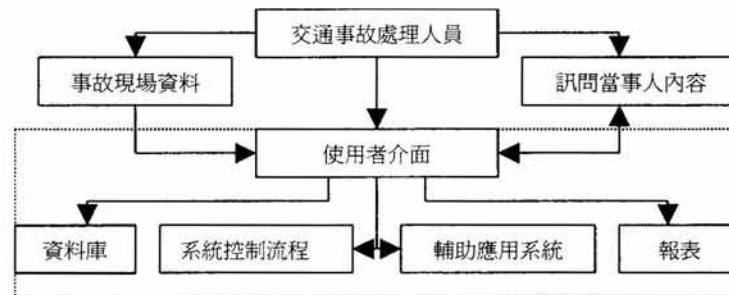 交通事故處理人員
事故現場資料
訊問當事人內容
使用者介面
資料庫
系統控制流程
輔助應用系統
報表